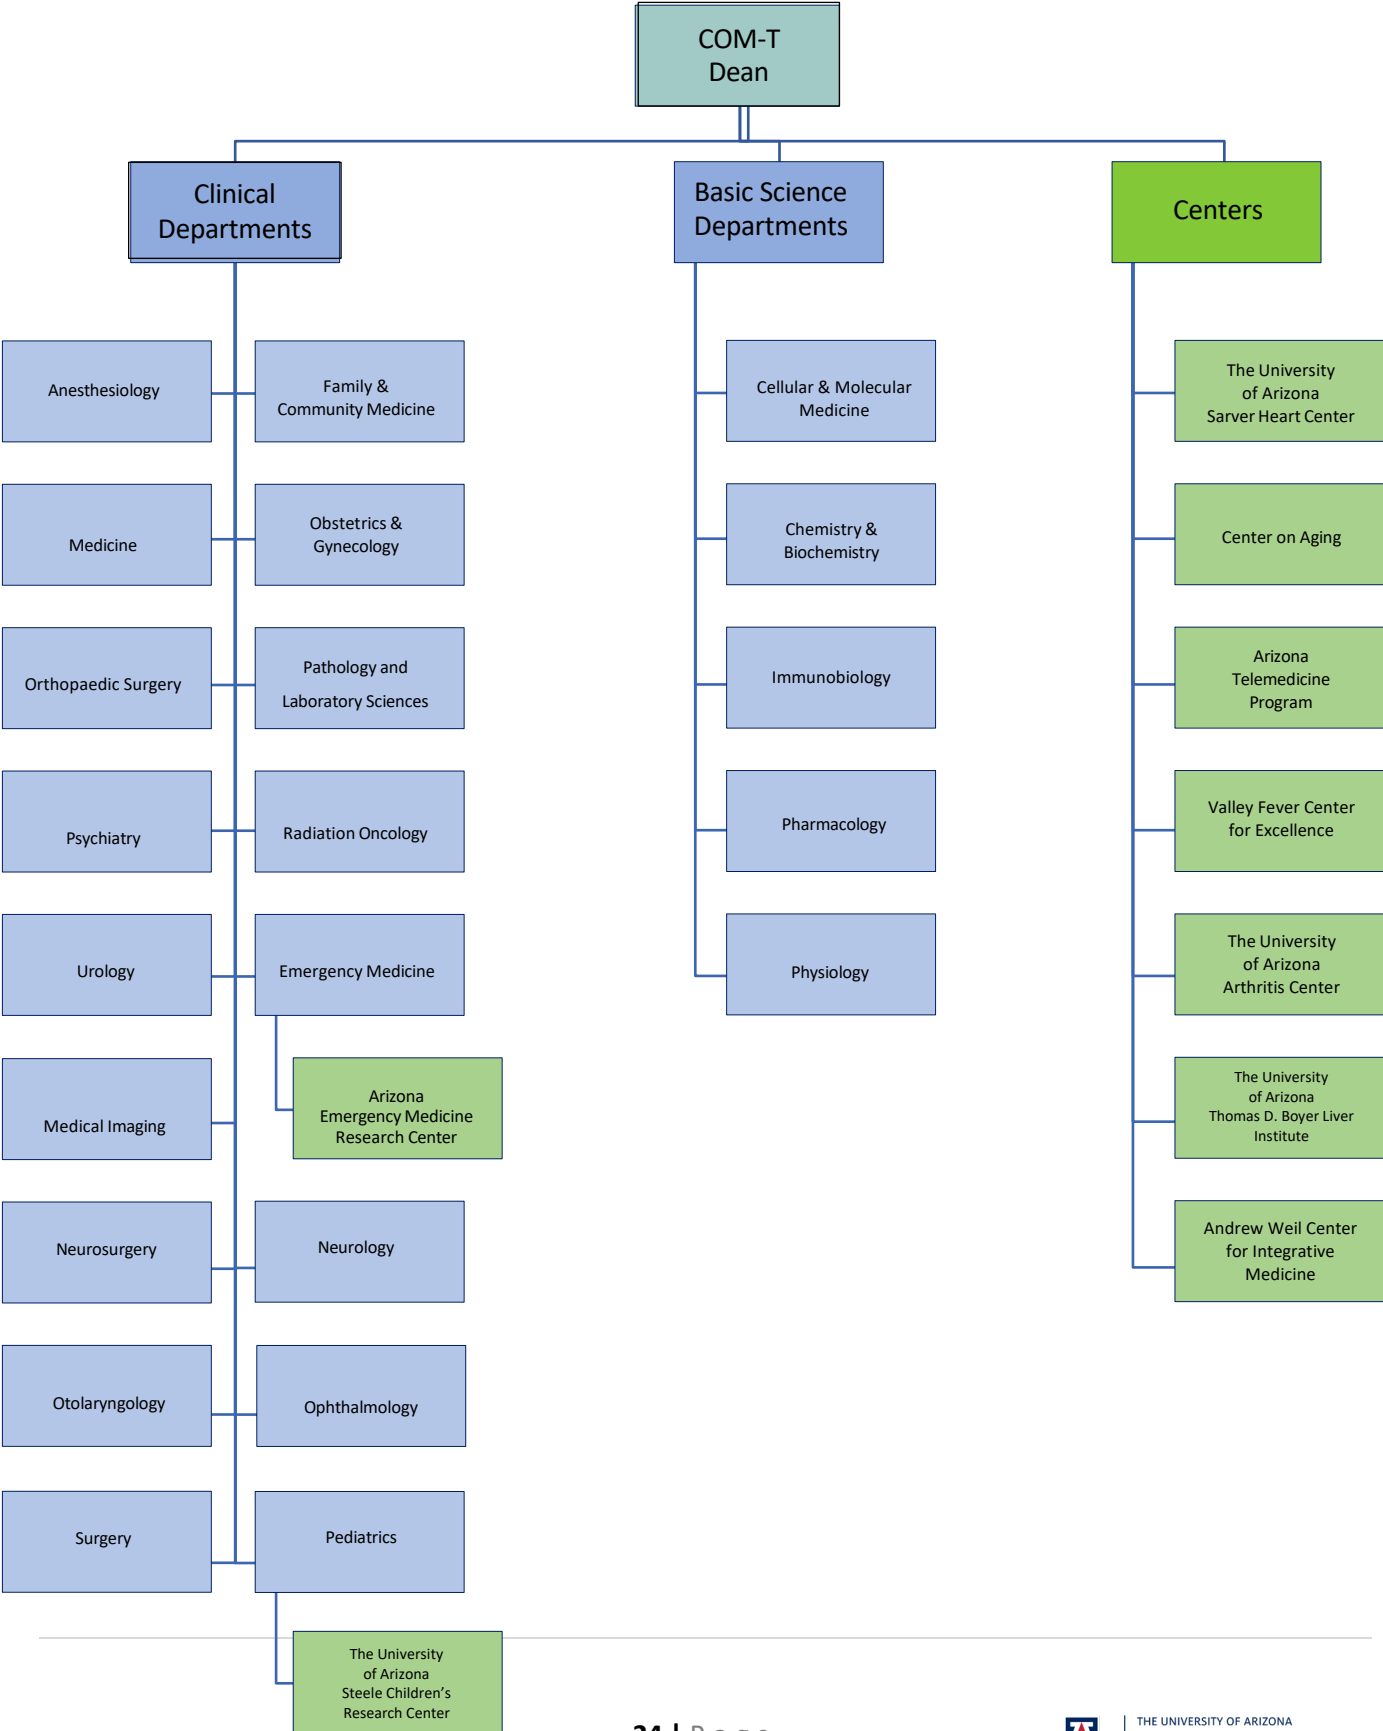 COM-T
Dean
Clinical
Departments
Basic Science
Departments
Centers
Anesthesiology
Family &
Community Medicine
Medicine
Obstetrics &
Gynecology
Orthopaedic Surgery
Pathology and
Laboratory Sciences
Psychiatry
Radiation Oncology
Urology
Emergency Medicine
Arizona
Emergency Medicine
Research Center
Medical Imaging
Neurosurgery
Neurology
Otolaryngology
Ophthalmology
Surgery
Pediatrics
The University
of Arizona
Steele Children's
Research Center
Cellular & Molecular
Medicine
Chemistry &
Biochemistry
Immunobiology
Pharmacology
Physiology
The University
of Arizona
Sarver Heart Center
Center on Aging
Arizona
Telemedicine
Program
Valley Fever Center
for Excellence
The University
of Arizona
Arthritis Center
The University
of Arizona
Thomas D. Boyer Liver
Institute
Andrew Weil Center
for Integrative
Medicine
24 | Page
THE UNIVERSITY OF ARIZONA